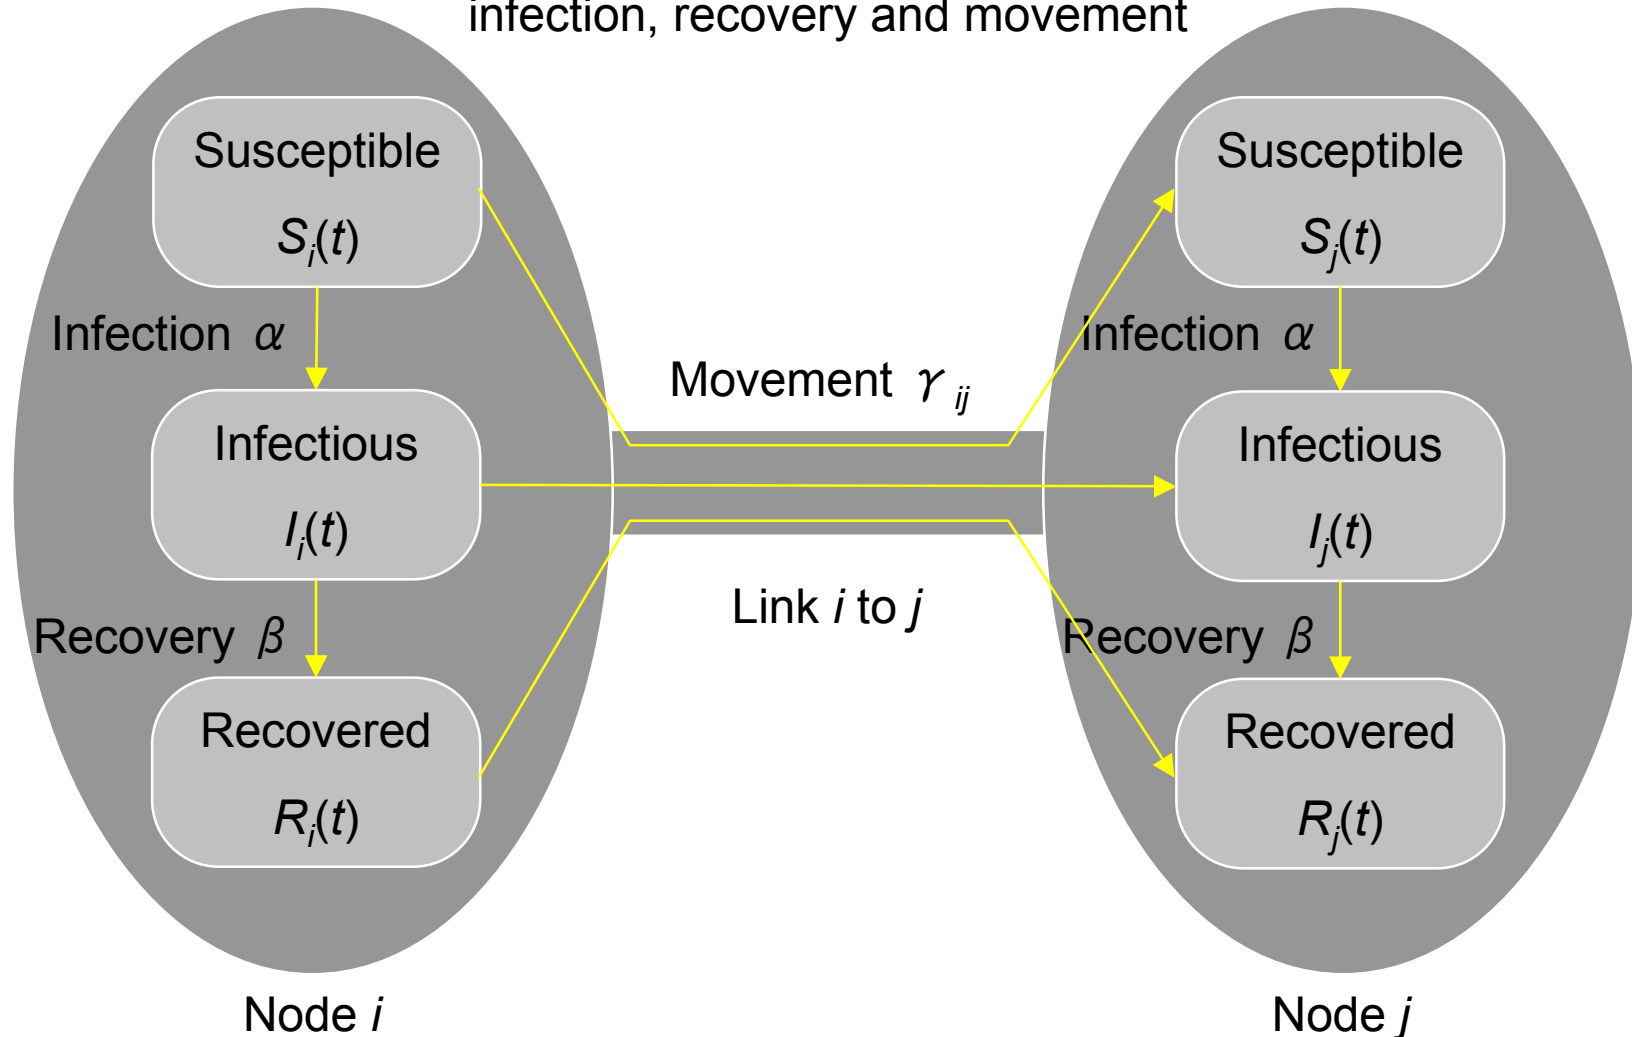 infection, recovery and movement
Susceptible
Sᵢ(t)
Infection α
Infectious
Iᵢ(t)
Recovery β
Recovered
Rᵢ(t)
Node i
Movement γ ij
Link i to j
Susceptible
Sⱼ(t)
Infection α
Infectious
Iⱼ(t)
Recovery β
Recovered
Rⱼ(t)
Node j